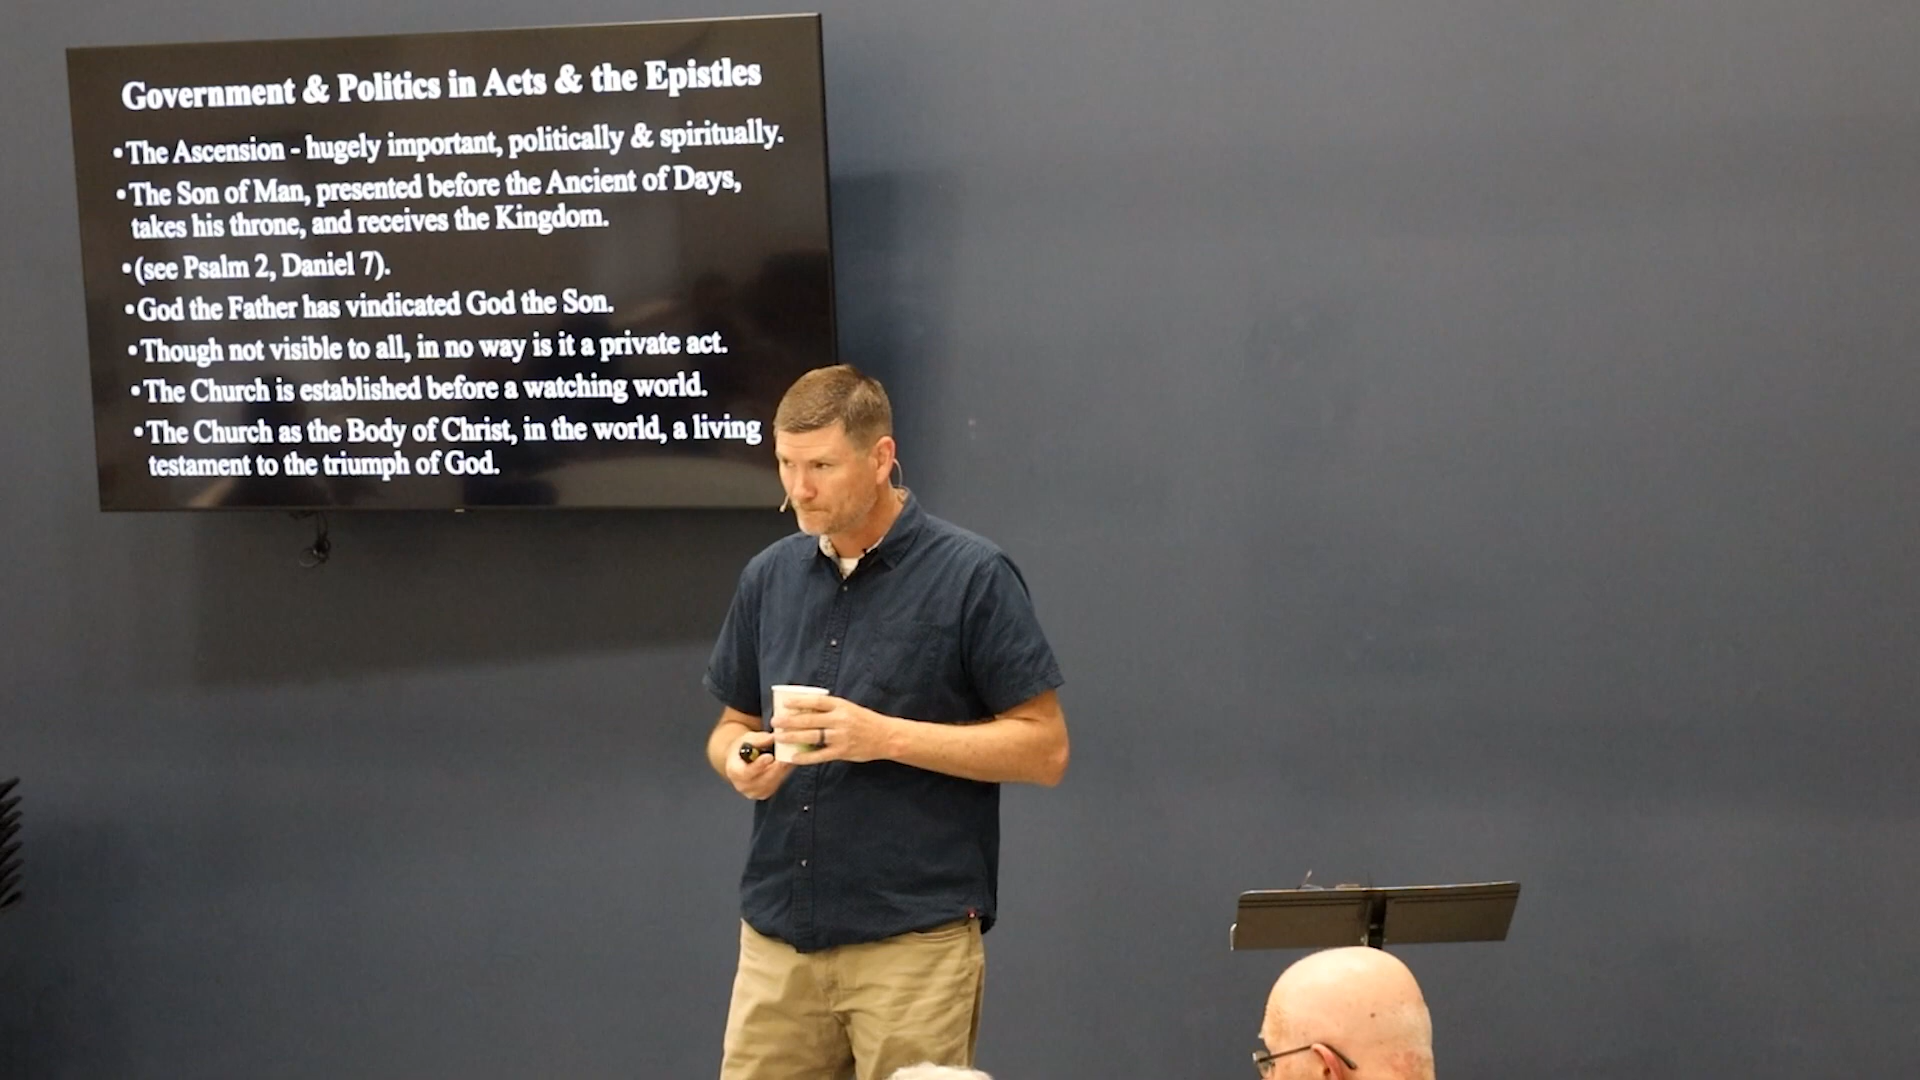 Government & Politics in Acts & the Epistles
• The Ascension - hugely important, politically & spiritually.
• The Son of Man, presented before the Ancient of Days,
takes his throne, and receives the Kingdom.
• (see Psalm 2, Daniel 7).
• God the Father has vindicated God the Son.
• Though not visible to all, in no way is it a private act.
• The Church is established before a watching world.
• The Church as the Body of Christ, in the world, a living
testament to the triumph of God.